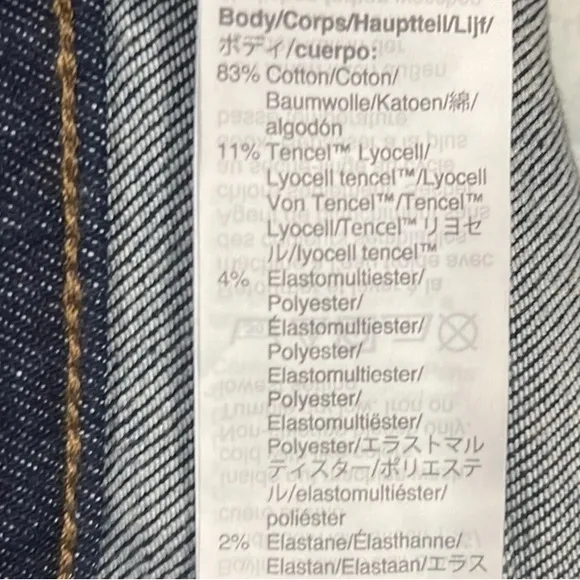 Body/Corps/Hauptteil/Lijf/
ボディ/cuerpo:
83% Cotton/Coton/
Baumwolle/Katoen/綿/
algodón
11% Tencel™ Lyocell/
Lyocell tencel™/Lyocell
Von Tencel™/Tencel™
Lyocell/Tencel™ リヨセ
ル/lyocell tencel™
4% Elastomultiester/
Polyester/
Élastomultiester/
Polyester/
Elastomultiester/
Polyester/
Elastomultiëster/
Polyester/エラストマル
ティスター/ポリエステ
ル/elastomultiéster/
poliéster
2% Elastane/Élasthanne/
Elastan/Elastaan/エラス